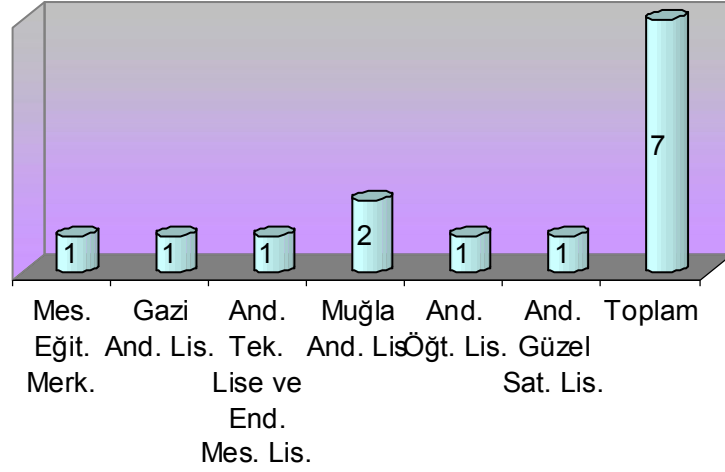 1
1
1
2
1
1
7
Mes. Eğit. Merk.
Gazi And. Lis.
And. Tek. Lise ve End. Mes. Lis.
Muğla And. Lis
And. Öğt. Lis.
And. Güzel Sat. Lis.
Toplam